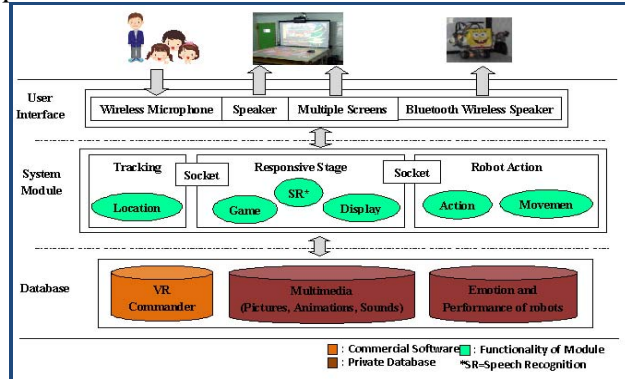 User
Interface
Wireless Microphone Speaker Multiple Screens Bluetooth Wireless Speaker
System
Module
Tracking Socket Responsive Stage Socket Robot Action
Location Game SR+ Display Action Movemen
Database
VR
Commander
Multimedia
(Pictures, Animations, Sounds)
Emotion and
Performance of robots
: Commercial Software : Functionality of Module
: Private Database *SR=Speech Recognition